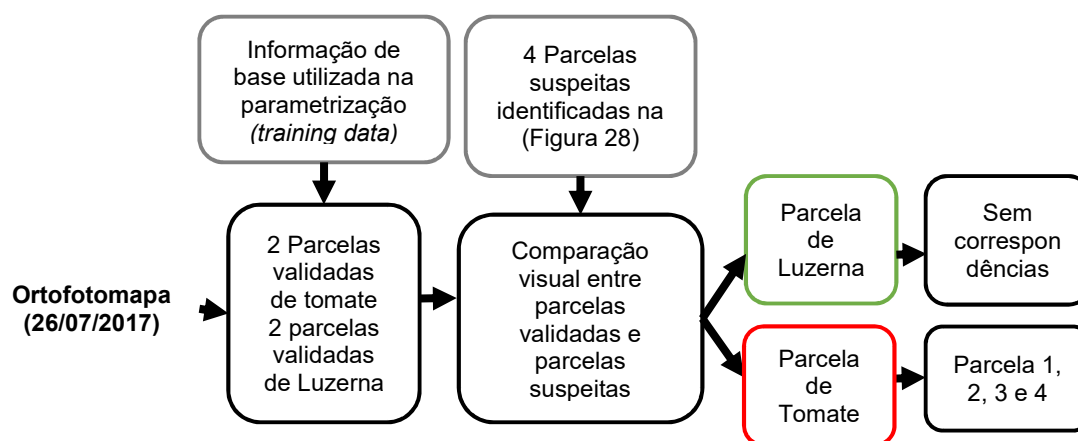 Informação de
base utilizada na
parametrização
(training data)
4 Parcelas
suspeitas
identificadas na
(Figura 28)
Ortofotomapa
(26/07/2017)
2 Parcelas
validadas
de tomate
2 parcelas
validadas
de Luzerna
Comparação
visual entre
parcelas
validadas e
parcelas
suspeitas
Parcela
de
Luzerna
Sem
correspon
dências
Parcela
de
Tomate
Parcela 1,
2, 3 e 4